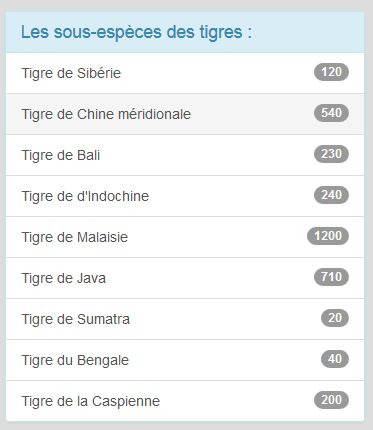 Les sous-espèces des tigres :
Tigre de Sibérie 120
Tigre de Chine méridionale 540
Tigre de Bali 230
Tigre de d'Indochine 240
Tigre de Malaisie 1200
Tigre de Java 710
Tigre de Sumatra 20
Tigre du Bengale 40
Tigre de la Caspienne 200